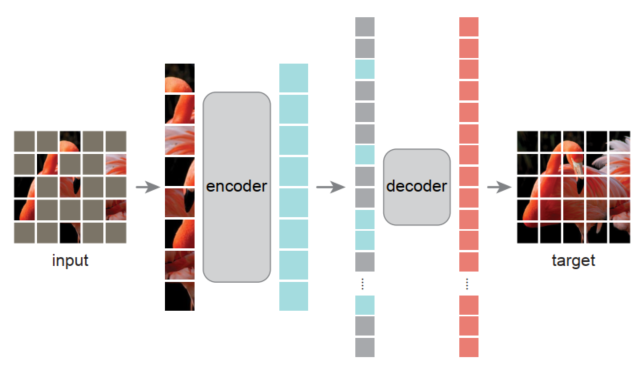 input
encoder
decoder
target